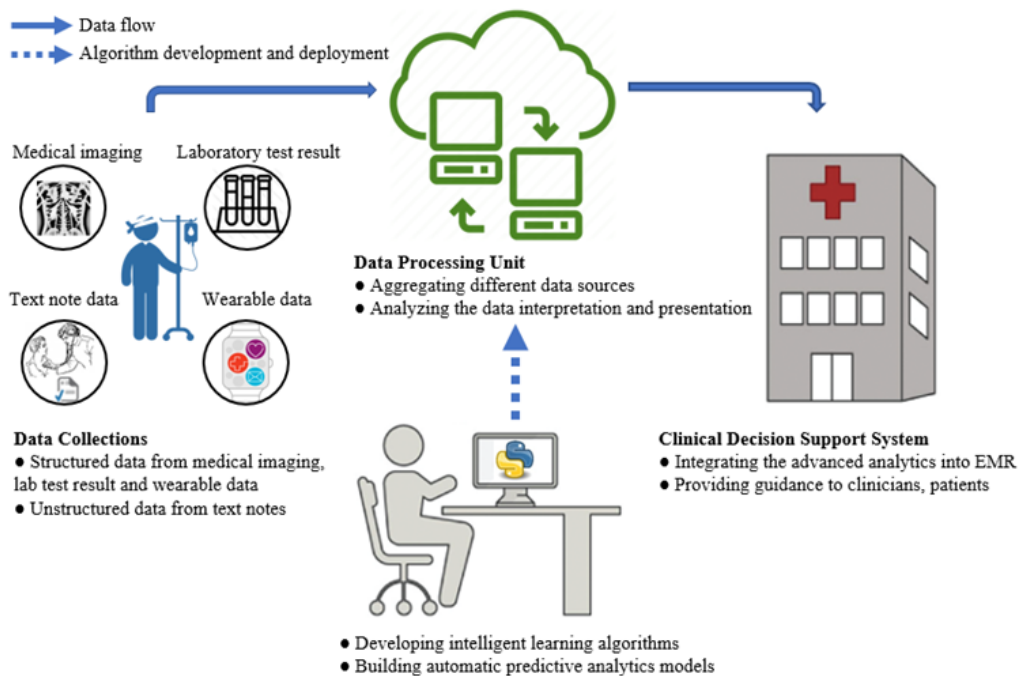 Data flow
Algorithm development and deployment
Medical imaging
Laboratory test result
Text note data
Wearable data
Data Collections
● Structured data from medical imaging,
lab test result and wearable data
● Unstructured data from text notes
Data Processing Unit
● Aggregating different data sources
● Analyzing the data interpretation and presentation
● Developing intelligent learning algorithms
● Building automatic predictive analytics models
Clinical Decision Support System
● Integrating the advanced analytics into EMR
● Providing guidance to clinicians, patients